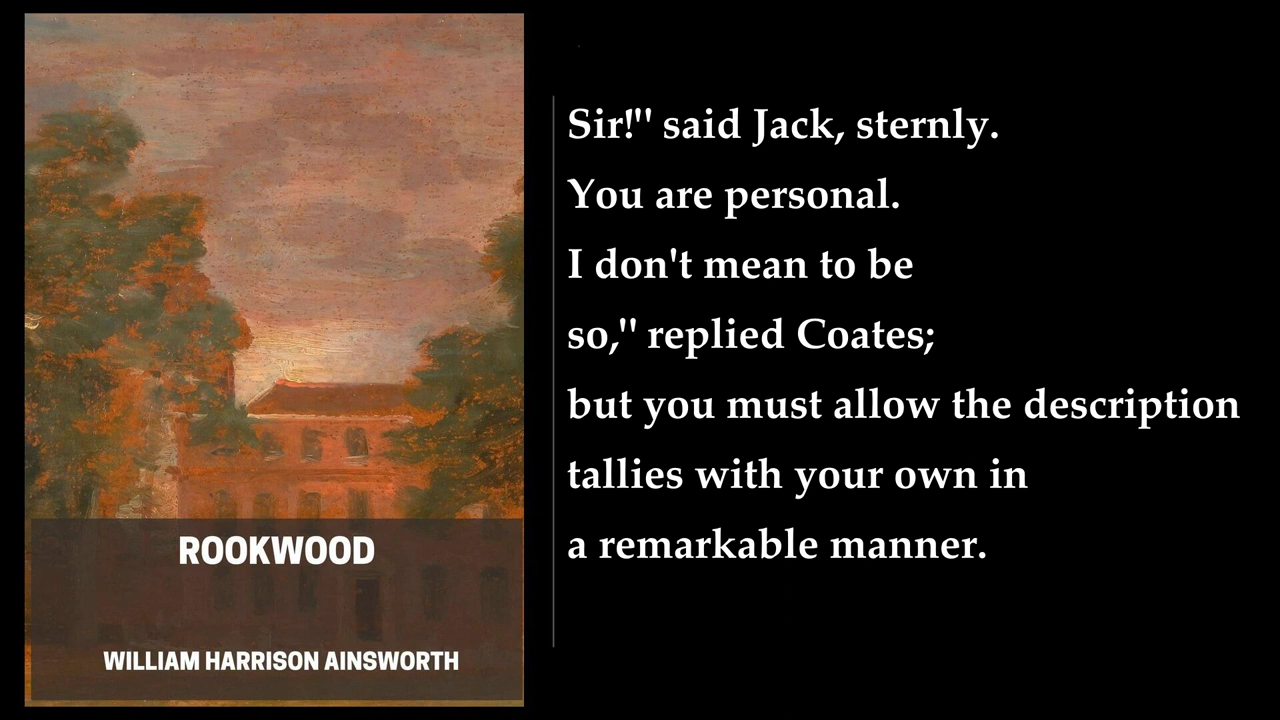 Sir!" said Jack, sternly.
You are personal.
I don't mean to be
so," replied Coates;
but you must allow the description
tallies with your own in
a remarkable manner.
ROOKWOOD
WILLIAM HARRISON AINSWORTH